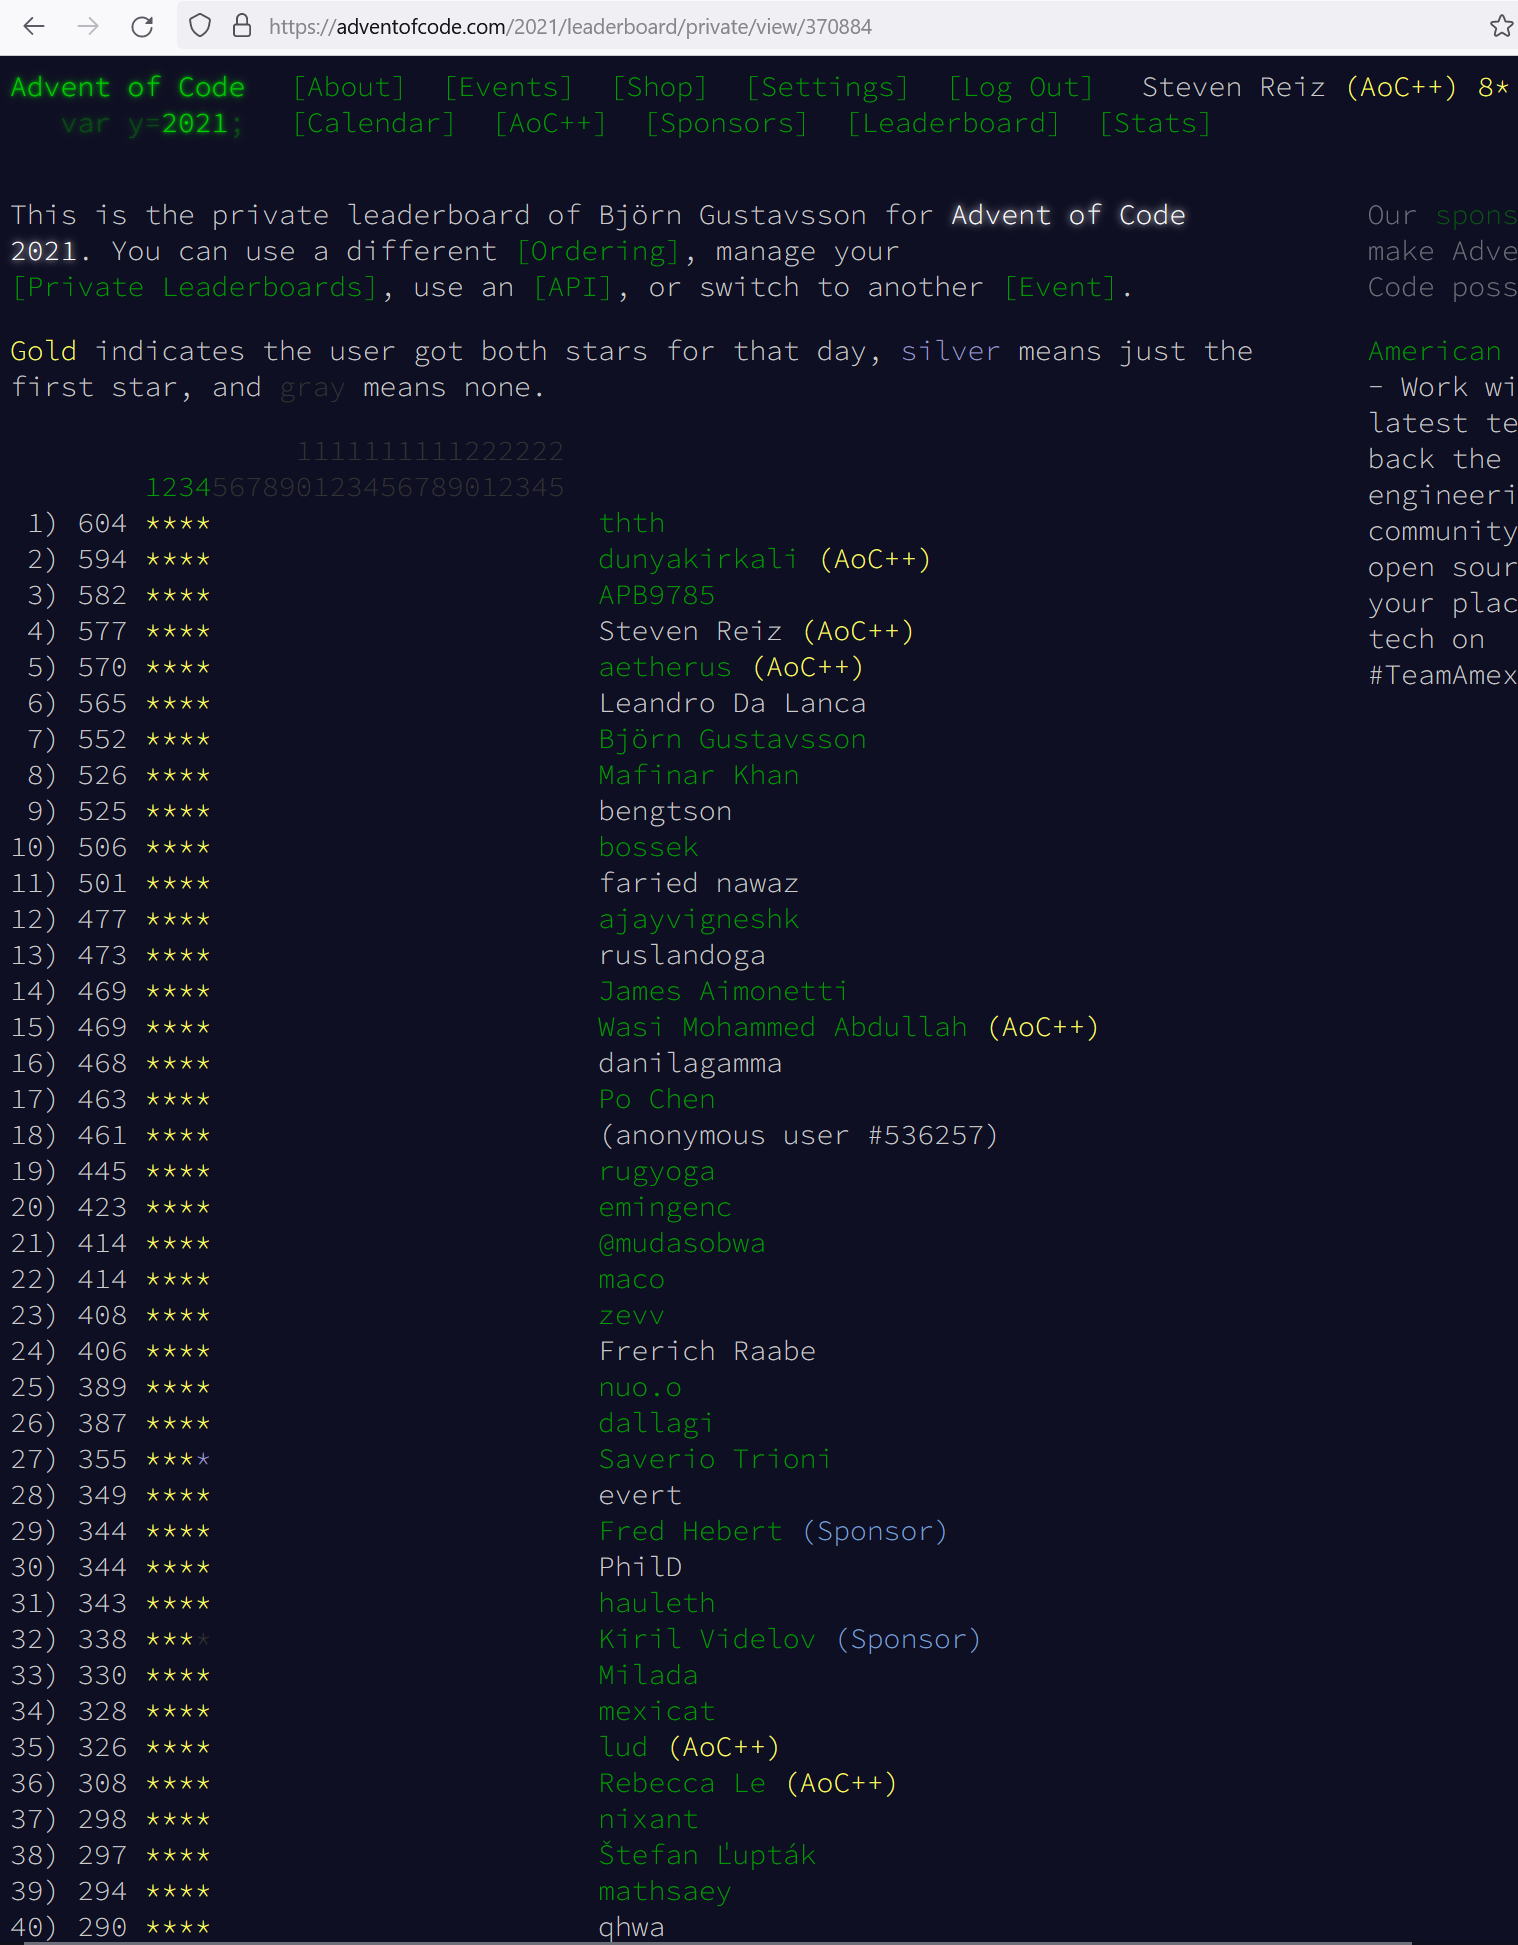 https://adventofcode.com/2021/leaderboard/private/view/370884
Advent of Code [About] [Events] [Shop] [Settings] [Log Out] Steven Reiz (AoC++) 8*
var y=2021; [Calendar] [AoC++] [Sponsors] [Leaderboard] [Stats]
This is the private leaderboard of Björn Gustavsson for Advent of Code
2021. You can use a different [Ordering], manage your
[Private Leaderboards], use an [API], or switch to another [Event].
Gold indicates the user got both stars for that day, silver means just the
first star, and gray means none.
1111111111222222
1234567890123456789012345
1) 604 **** thth
2) 594 **** dunyakirkali (AoC++)
3) 582 **** APB9785
4) 577 **** Steven Reiz (AoC++)
5) 570 **** aetherus (AoC++)
6) 565 **** Leandro Da Lanca
7) 552 **** Björn Gustavsson
8) 526 **** Mafinar Khan
9) 525 **** bengtson
10) 506 **** bossek
11) 501 **** faried nawaz
12) 477 **** ajayvigneshk
13) 473 **** ruslandoga
14) 469 **** James Aimonetti
15) 469 **** Wasi Mohammed Abdullah (AoC++)
16) 468 **** danilagamma
17) 463 **** Po Chen
18) 461 **** (anonymous user #536257)
19) 445 **** rugyoga
20) 423 **** emingenc
21) 414 **** @mudasobwa
22) 414 **** maco
23) 408 **** zevv
24) 406 **** Frerich Raabe
25) 389 **** nuo.o
26) 387 **** dallagi
27) 355 **** Saverio Trioni
28) 349 **** evert
29) 344 **** Fred Hebert (Sponsor)
30) 344 **** PhilD
31) 343 **** hauleth
32) 338 **** Kiril Videlov (Sponsor)
33) 330 **** Milada
34) 328 **** mexicat
35) 326 **** lud (AoC++)
36) 308 **** Rebecca Le (AoC++)
37) 298 **** nixant
38) 297 **** Štefan Ľupták
39) 294 **** mathsaey
40) 290 **** qhwa
Our spons
make Adve
Code poss
American
- Work wi
latest te
back the
engineeri
community
open sour
your plac
tech on
#TeamAmex